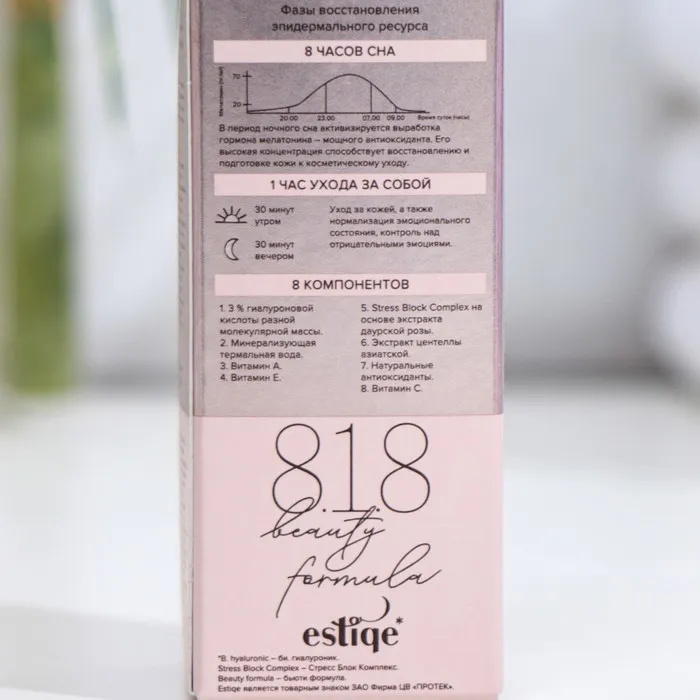 Фазы восстановления
эпидермального ресурса
8 ЧАСОВ СНА
70
20
20.00 23.00 07.00 09.00 Время суток (часы)
В период ночного сна активизируется выработка
гормона мелатонина – мощного антиоксиданта. Его
высокая концентрация способствует восстановлению и
подготовке кожи к косметическому уходу.
1 ЧАС УХОДА ЗА СОБОЙ
30 минут
утром
30 минут
вечером
Уход за кожей, а также
нормализация эмоционального
состояния, контроль над
отрицательными эмоциями.
8 КОМПОНЕНТОВ
1. 3 % гиалуроновой
кислоты разной
молекулярной массы.
2. Минерализующая
термальная вода.
3. Витамин А.
4. Витамин Е.
5. Stress Block Complex на
основе экстракта
даурской розы.
6. Экстракт центеллы
азиатской.
7. Натуральные
антиоксиданты.
8. Витамин С.
8.1.8
beauty
formula
estiqe*
*B. hyaluronic – би. гиалуроник.
Stress Block Complex – Стресс Блок Комплекс.
Beauty formula – бьюти формула.
Estiqe является товарным знаком ЗАО Фирма ЦВ «ПРОТЕК».